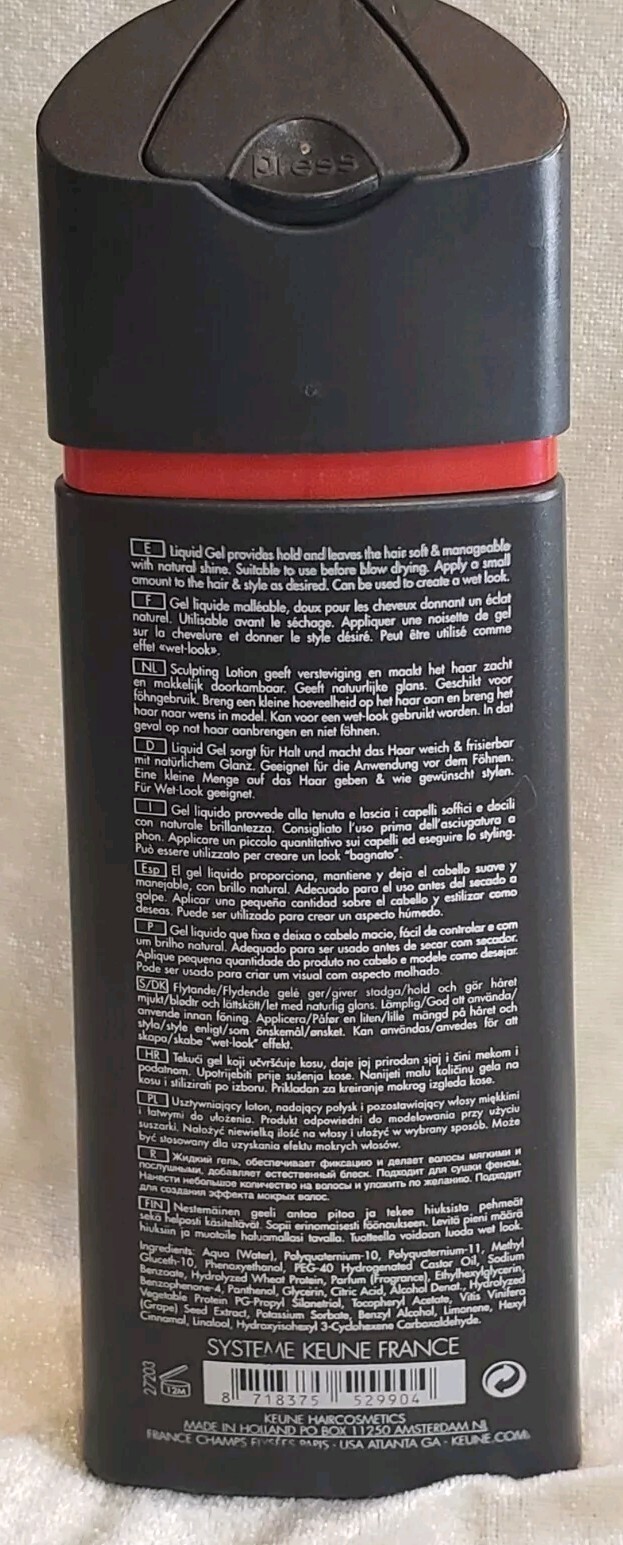 press
E Liquid Gel provides hold and leaves the hair soft & manageable
with natural shine. Suitable to use before blow drying. Apply a small
amount to the hair & style as desired. Can be used to create a wet look.
F Gel liquide malléable, doux pour les cheveux donnant un éclat
naturel. Utilisable avant le séchage. Appliquer une noisette de gel
sur la chevelure et donner le style désiré. Peut être utilisé comme
effet «wet-look».
NL Sculpting Lotion geeft versteviging en maakt het haar zacht
en makkelijk doorkambaar. Geeft natuurlijke glans. Geschikt voor
föhngebruik. Breng een kleine hoeveelheid op het haar aan en breng het
haar naar wens in model. Kan voor een wet-look gebruikt worden. In dat
geval op nat haar aanbrengen en niet föhnen.
D Liquid Gel sorgt für Halt und macht das Haar weich & frisierbar
mit natürlichem Glanz. Geeignet für die Anwendung vor dem Föhnen.
Eine kleine Menge auf das Haar geben & wie gewünscht stylen.
Für Wet-Look geeignet.
I Gel liquido provvede alla tenuta e lascia i capelli soffici e docili
con naturale brillantezza. Consigliato l'uso prima dell'asciugatura a
phon. Applicare un piccolo quantitativo sui capelli ed eseguire lo styling.
Può essere utilizzato per creare un look "bagnato".
Esp El gel liquido proporciona, mantiene y deja el cabello suave y
manejable, con brillo natural. Adecuado para el uso antes del secado a
golpe. Aplicar una pequeña cantidad sobre el cabello y estilizar como
deseas. Puede ser utilizado para crear un aspecto húmedo.
P Gel liquido que fixa e deixa o cabelo macio, fácil de controlar e com
um brilho natural. Adequado para ser usado antes de secar com secador.
Aplique pequena quantidade do produto no cabelo e modele como desejar.
Pode ser usado para criar um visual com aspecto molhado.
S/DK Flytande/Flydende gelé ger/giver stadga/hold och gör håret
mjukt/blødt och lättskött/let med naturlig glans. Lämplig/God att använda/
anvende innan föning. Applicera/Påfør en liten/lille mängd på håret och
styla/style enligt/som önskemål/ønsket. Kan användas/anvedes för att
skapa/skabe "wet-look" effekt.
HR Tekući gel koji učvršćuje kosu, daje joj prirodan sjaj i čini mekom i
podatnom. Upotrijebiti prije sušenja kose. Nanijeti malu količinu gela na
kosu i stilizirati po izboru. Prikladan za kreiranje mokrog izgleda kose.
PL Usztywniający loton, nadający połysk i pozostawiający włosy miękkimi
i łatwymi do ułożenia. Produkt odpowiedni do modelowania przy użyciu
suszarki. Nałożyć niewielką ilość na włosy i ułożyć w wybrany sposób. Może
być stosowany dla uzyskania efektu mokrych włosów.
R Жидкий гель, обеспечивает фиксацию и делает волосы мягкими и
послушными, добавляет естественный блеск. Подходит для сушки феном.
Нанести небольшое количество на волосы и уложить по желанию. Подходит
для создания эффекта мокрых волос.
FIN Nestemäinen geeli antaa pitoa ja tekee hiuksista pehmeät
sekä helposti käsiteltävät. Sopii erinomaisesti föönaukseen. Levitä pieni määrä
hiuksiin ja muotoile haluamallasi tavalla. Tuotteella voidaan luoda wet look.
Ingredients: Aqua (Water), Polyquaternium-10, Polyquaternium-11, Methyl
Gluceth-10, Phenoxyethanol, PEG-40 Hydrogenated Castor Oil, Sodium
Benzoate, Hydrolyzed Wheat Protein, Parfum (Fragrance), Ethylhexylglycerin,
Benzophenone-4, Panthenol, Glycerin, Citric Acid, Alcohol Denat., Hydrolyzed
Vegetable Protein PG-Propyl Silanetriol, Tocopheryl Acetate, Vitis Vinifera
(Grape) Seed Extract, Potassium Sorbate, Benzyl Alcohol, Limonene, Hexyl
Cinnamal, Linalool, Hydroxyisohexyl 3-Cyclohexene Carboxaldehyde.
SYSTEME KEUNE FRANCE
27203
12M
8 718375 529904
KEUNE HAIRCOSMETICS
MADE IN HOLLAND PO BOX 11250 AMSTERDAM NL
FRANCE CHAMPS ELYSÉES PARIS - USA ATLANTA GA - KEUNE.COM